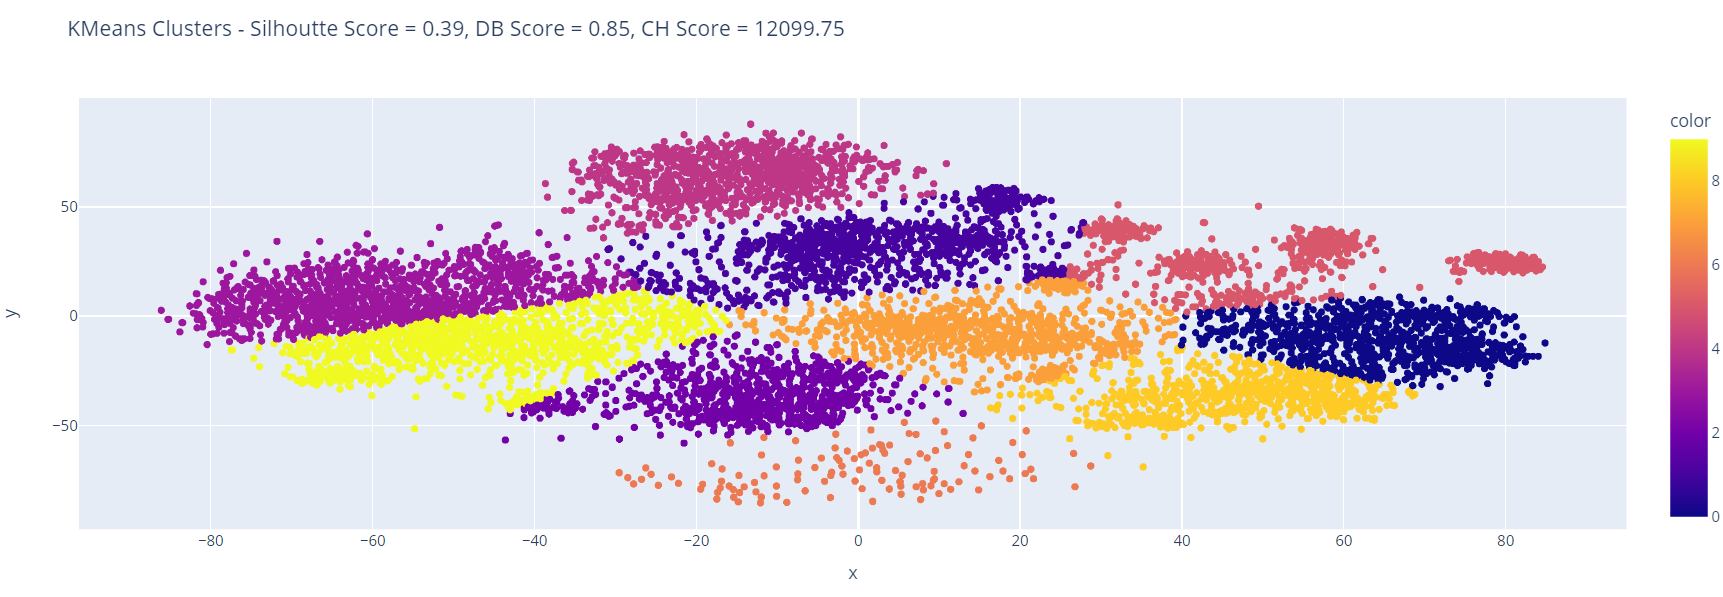 KMeans Clusters - Silhoutte Score = 0.39, DB Score = 0.85, CH Score = 12099.75
color
8
6
4
2
0
50
0
−50
y
−80 −60 −40 −20 0 20 40 60 80
x